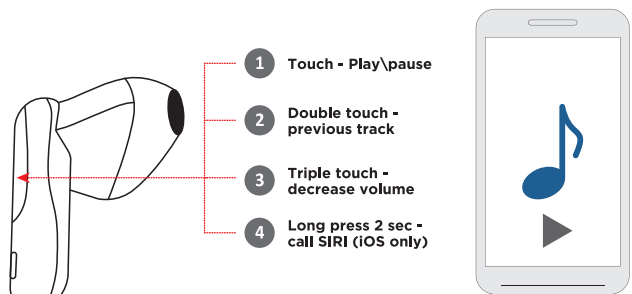 1 Touch - Play\pause
2 Double touch -
previous track
3 Triple touch -
decrease volume
4 Long press 2 sec -
call SIRI (iOS only)